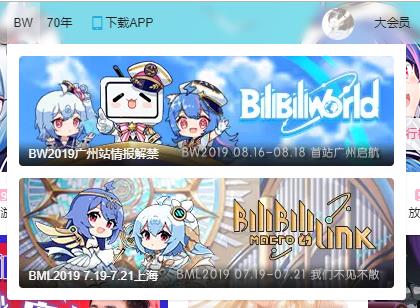 BW 70年 下载APP 大会员
BiliBiliworld
BW2019广州站情报解禁
BW2019 08.16-08.18 首站广州启航
BiliBili
MACRO LINK
BML2019 7.19-7.21上海
BML2019 07.19-07.21 我们不见不散
行
游
放